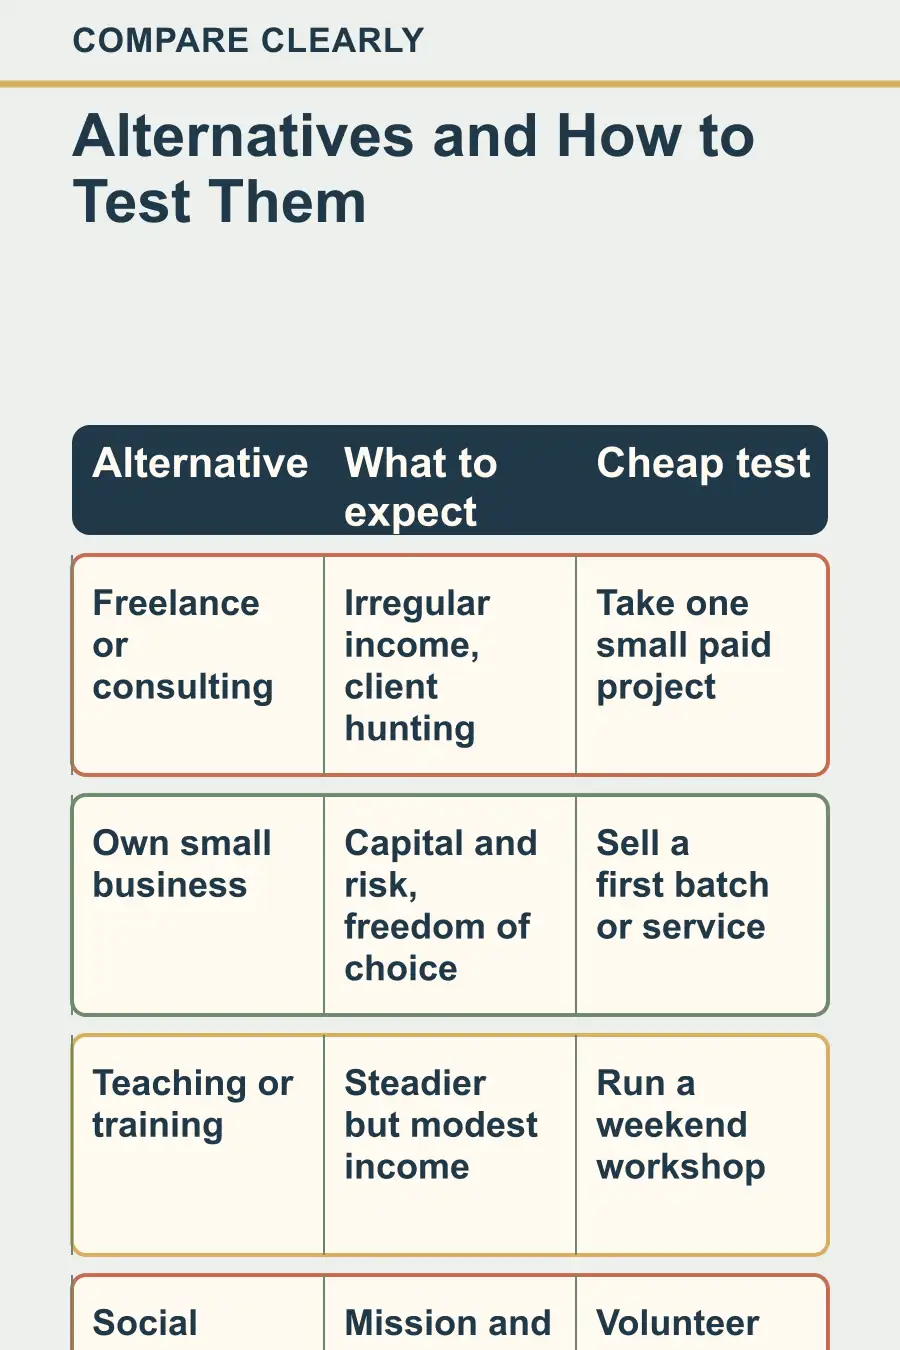 COMPARE CLEARLY
Alternatives and How to
Test Them
Alternative
What to
expect
Cheap test
Freelance
or
consulting
Irregular
income,
client
hunting
Take one
small paid
project
Own small
business
Capital and
risk,
freedom of
choice
Sell a
first batch
or service
Teaching or
training
Steadier
but modest
income
Run a
weekend
workshop
Social
Mission and
Volunteer